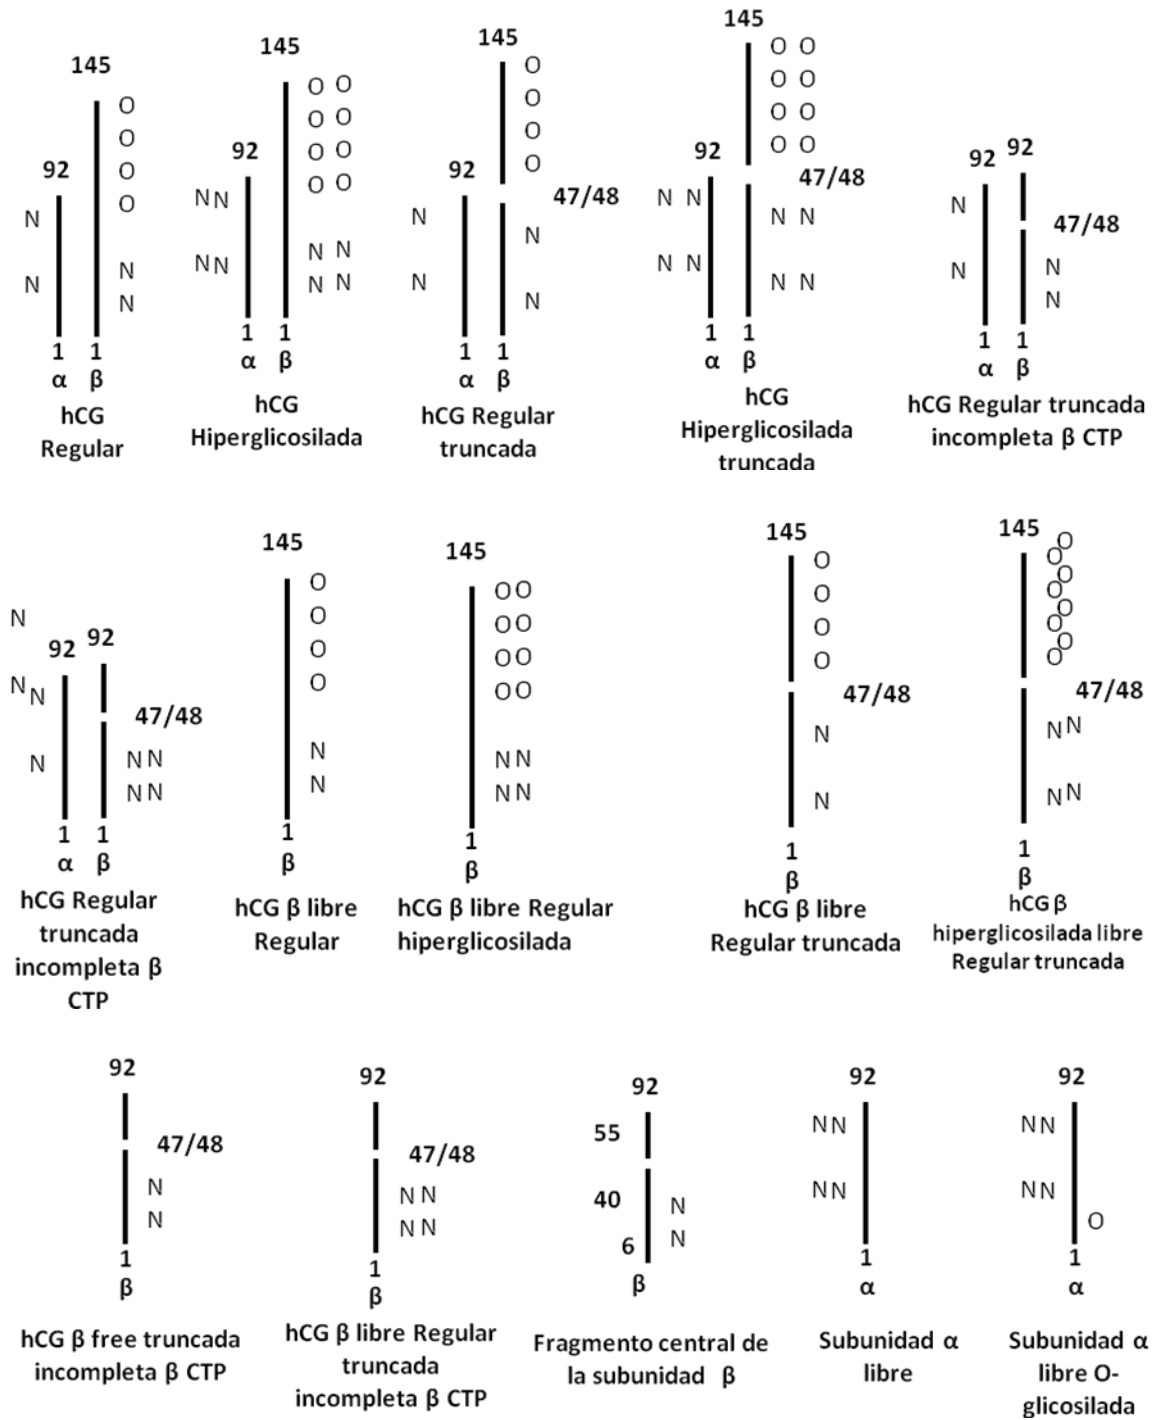 145
O
O
92
O
N
O
N
N
N
1 1
α β
hCG
Regular
145
O O
O O
92
O O
NN
O O
NN
N N
N N
1 1
α β
hCG
Hiperglicosilada
145
O
O
O
92
O
47/48
N
N
N
N
1 1
α β
hCG Regular
truncada
145
O O
O O
O O
92
O O
47/48
N N
N N
N N
N N
1 1
α β
hCG
Hiperglicosilada
truncada
92 92
N
47/48
N
N
N
1 1
α β
hCG Regular truncada
incompleta β CTP
N
92 92
N N
47/48
N
NN
NN
1 1
α β
hCG Regular
truncada
incompleta β
CTP
145
O
O
O
O
N
N
1
β
hCG β libre
Regular
145
OO
OO
OO
OO
NN
NN
1
β
hCG β libre Regular
hiperglicosilada
145
O
O
O
O
47/48
N
N
1
β
hCG β libre
Regular truncada
145
O
O
O
O
O
O
O
O
47/48
NN
NN
1
β
hCG β
hiperglicosilada libre
Regular truncada
92
47/48
N
N
1
β
hCG β free truncada
incompleta β CTP
92
47/48
N N
N N
1
β
hCG β libre Regular
truncada
incompleta β CTP
92
55
40
N
N
6
β
Fragmento central de
la subunidad β
92
NN
NN
1
α
Subunidad α
libre
92
NN
NN
O
1
α
Subunidad α
libre O-
glicosilada